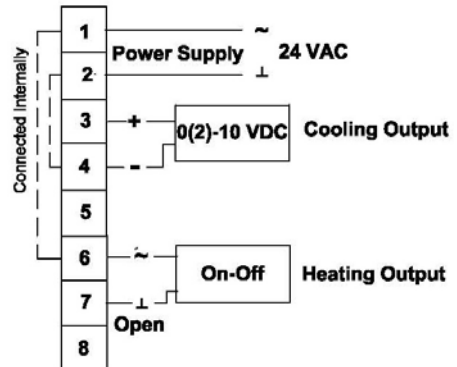 Connected Internally
1
Power Supply
~
24 VAC
2
⊥
3
+
0(2)-10 VDC
Cooling Output
4
-
5
6
~
On-Off
Heating Output
7
⊥
Open
8